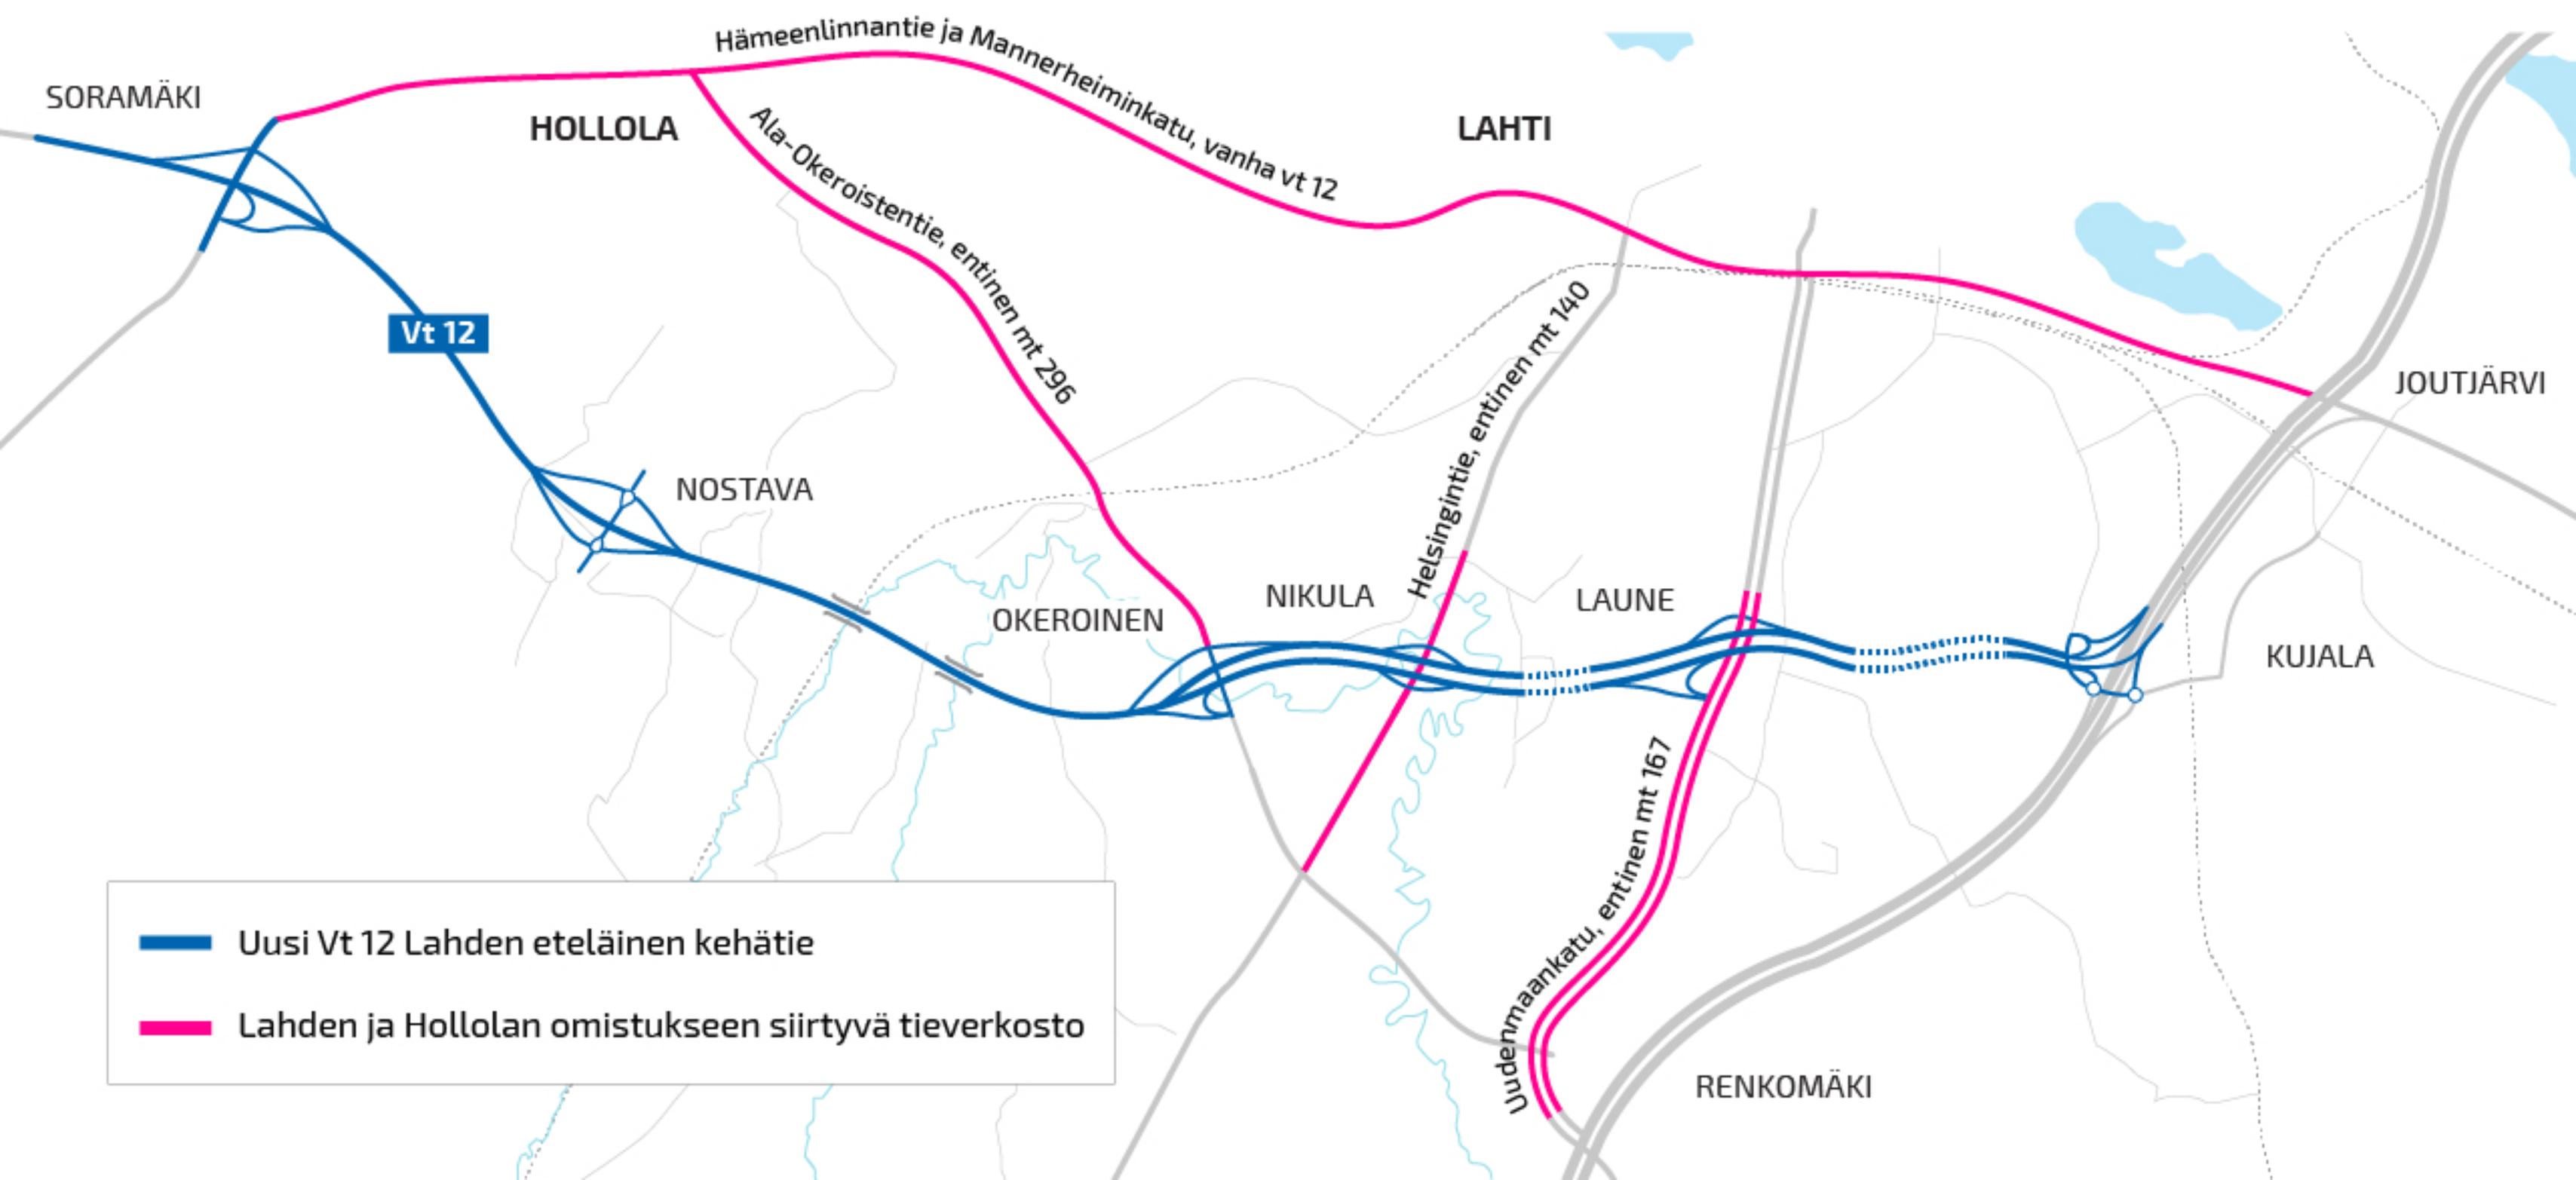 Hämeenlinnantie ja Mannerheiminkatu, vanha vt 12
SORAMÄKI
HOLLOLA
LAHTI
Ala-Okeroistentie, entinen mt 296
Vt 12
Helsingintie, entinen mt 140
JOUTJÄRVI
NOSTAVA
NIKULA
LAUNE
OKEROINEN
KUJALA
Uudenmaankatu, entinen mt 167
Uusi Vt 12 Lahden eteläinen kehätie
Lahden ja Hollolan omistukseen siirtyvä tieverkosto
RENKOMÄKI